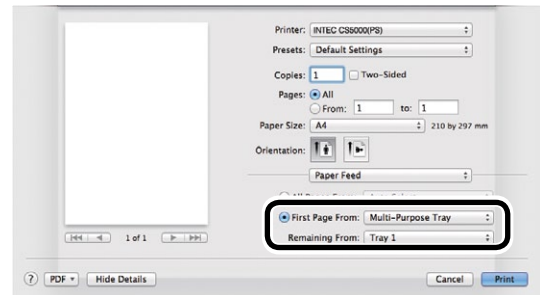 Printer: INTEC CS5000(PS)
Presets: Default Settings
Copies: 1 Two-Sided
Pages: All
From: 1 to: 1
Paper Size: A4 210 by 297 mm
Orientation:
Paper Feed
First Page From: Multi-Purpose Tray
Remaining From: Tray 1
1 of 1
? PDF Hide Details Cancel Print